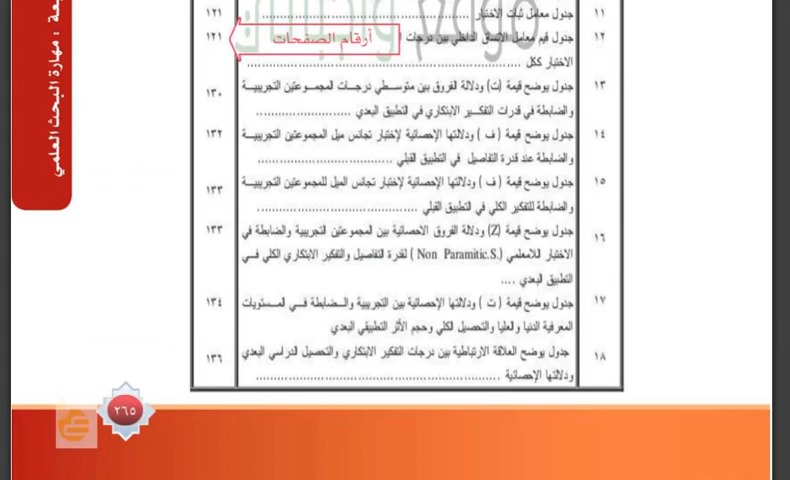 ١١ جدول معامل ثبات الاختبار ........ ١٢١
١٢ جدول قيم معامل الاتساق الداخلي بين درجات ا ١٢١
أرقام الصفحات
الاختبار ككل ........
١٣ جدول يوضح قيمة (ت) ودلالة الفروق بين متوسطي درجات المجموعتين التجريبية ١٣٠
والضابطة في قدرات التفكير الابتكاري في التطبيق البعدي ........
١٤ جدول يوضح قيمة ( ف ) ودلالتها الإحصائية لإختبار تجانس ميل المجموعتين التجريبية ١٣٢
والضابطة عند قدرة التفاصيل في التطبيق القبلي ........
١٥ جدول يوضح قيمة ( ف ) ودلالتها الإحصائية لإختبار تجانس الميل للمجموعتين التجريبية ١٣٣
والضابطة للتفكير الكلي في التطبيق القبلي ........
١٦ جدول يوضح قيمة (Z) ودلالة الفروق الاحصائية بين المجموعتين التجريبية والضابطة في ١٣٣
الاختبار اللامعلمي (.Non Paramitic.S ) لقدرة التفاصيل والتفكير الابتكاري الكلي فـي
التطبيق البعدي ....
١٧ جدول يوضح قيمة ( ت ) ودلالتها الإحصائية بين التجريبية والـضابطة فـي المـستويات ١٣٤
المعرفية الدنيا والعليا والتحصيل الكلي وحجم الأثر التطبيقي البعدي
١٨ جدول يوضح العلاقة الارتباطية بين درجات التفكير الابتكاري والتحصيل الدراسي البعدي ١٣٦
ودلالتها الإحصائية ........
: مهارة البحث العلمي
٢٦٥